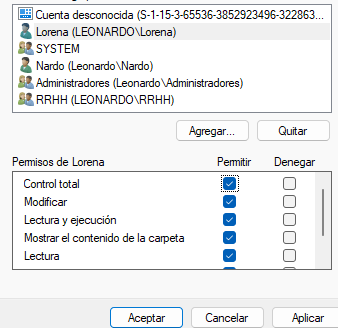 Cuenta desconocida (S-1-15-3-65536-3852923496-322863...
Lorena (LEONARDO\Lorena)
SYSTEM
Nardo (Leonardo\Nardo)
Administradores (LEONARDO\Administradores)
RRHH (LEONARDO\RRHH)
Agregar... Quitar
Permisos de Lorena Permitir Denegar
Control total
Modificar
Lectura y ejecución
Mostrar el contenido de la carpeta
Lectura
Aceptar Cancelar Aplicar